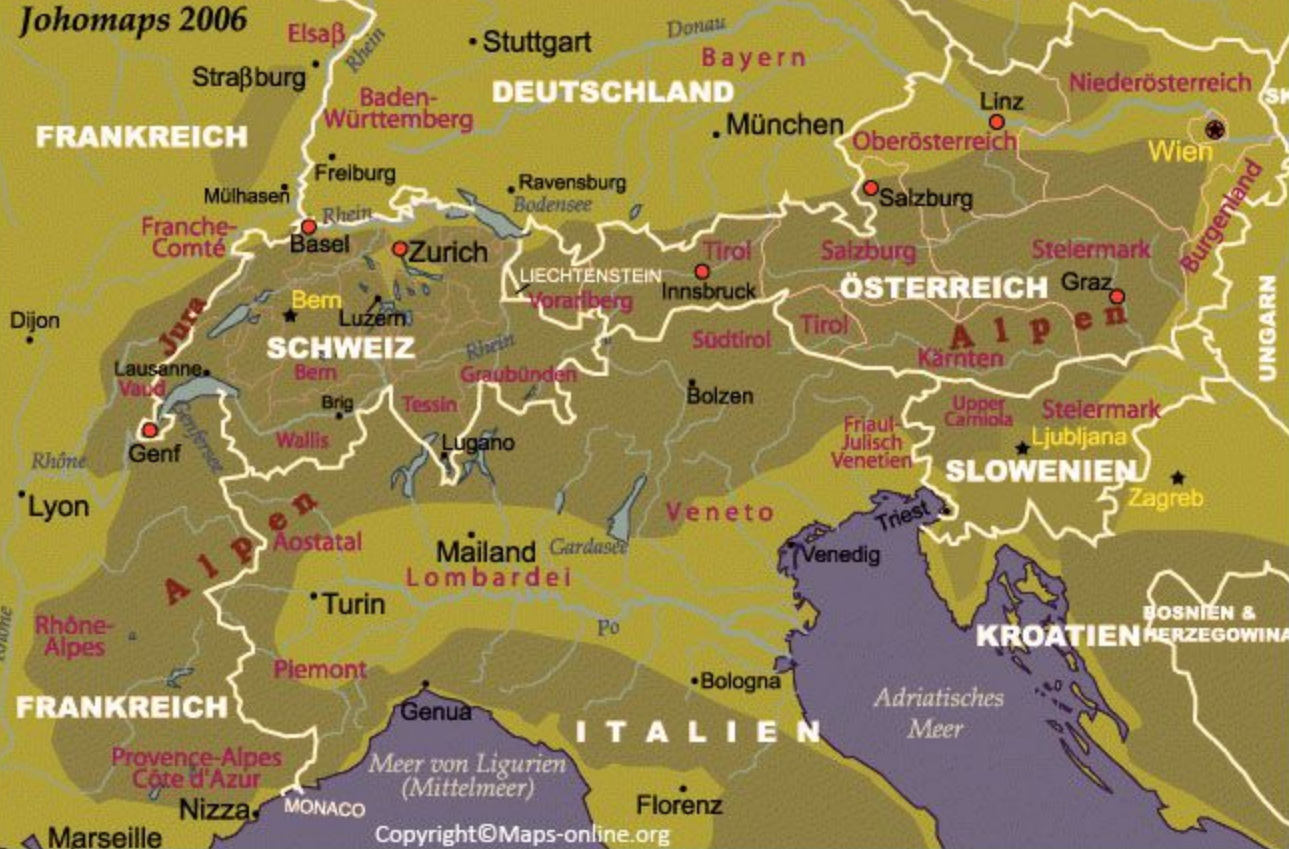 Johomaps 2006
Elsaβ
Rhein
Stuttgart
Donau
Bayern
Straβburg
Baden-
Württemberg
DEUTSCHLAND
Niederösterreich
SK
Linz
FRANKREICH
München
Oberösterreich
Wien
Freiburg
Mülhasen
Ravensburg
Bodensee
Salzburg
Burgenland
Franche-
Comté
Rhein
Basel
Zurich
Tirol
Salzburg
Steiermark
LIECHTENSTEIN
Vorarlberg
Innsbruck
ÖSTERREICH
Graz
UNGARN
Bern
Luzern
Jura
Dijon
SCHWEIZ
Rhein
Südtirol
Tirol
Alpen
Kärnten
Lausanne
Vaud
Bern
Graubünden
Bolzen
Brig
Tessin
Genfersee
Wallis
Lugano
Genf
Rhône
Friaul-
Julisch
Venetien
Upper
Carniola
Steiermark
Ljubljana
SLOWENIEN
Zagreb
Lyon
Alpen
Aostatal
Veneto
Triest
Mailand
Gardasee
Venedig
Lombardei
Turin
Po
Rhône
Rhône-
Alpes
KROATIEN
BOSNIEN &
HERZEGOWINA
Piemont
Bologna
FRANKREICH
Genua
ITALIEN
Adriatisches
Meer
Provence-Alpes
Côte d'Azur
Meer von Ligurien
(Mittelmeer)
Nizza
MONACO
Florenz
Marseille
Copyright©Maps-online.org